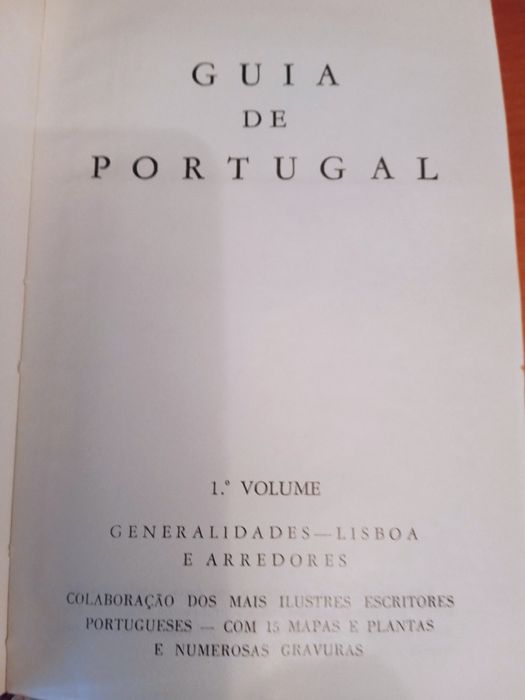 GUIA
DE
PORTUGAL
1.º VOLUME
GENERALIDADES — LISBOA
E ARREDORES
COLABORAÇÃO DOS MAIS ILUSTRES ESCRITORES
PORTUGUESES — COM 15 MAPAS E PLANTAS
E NUMEROSAS GRAVURAS